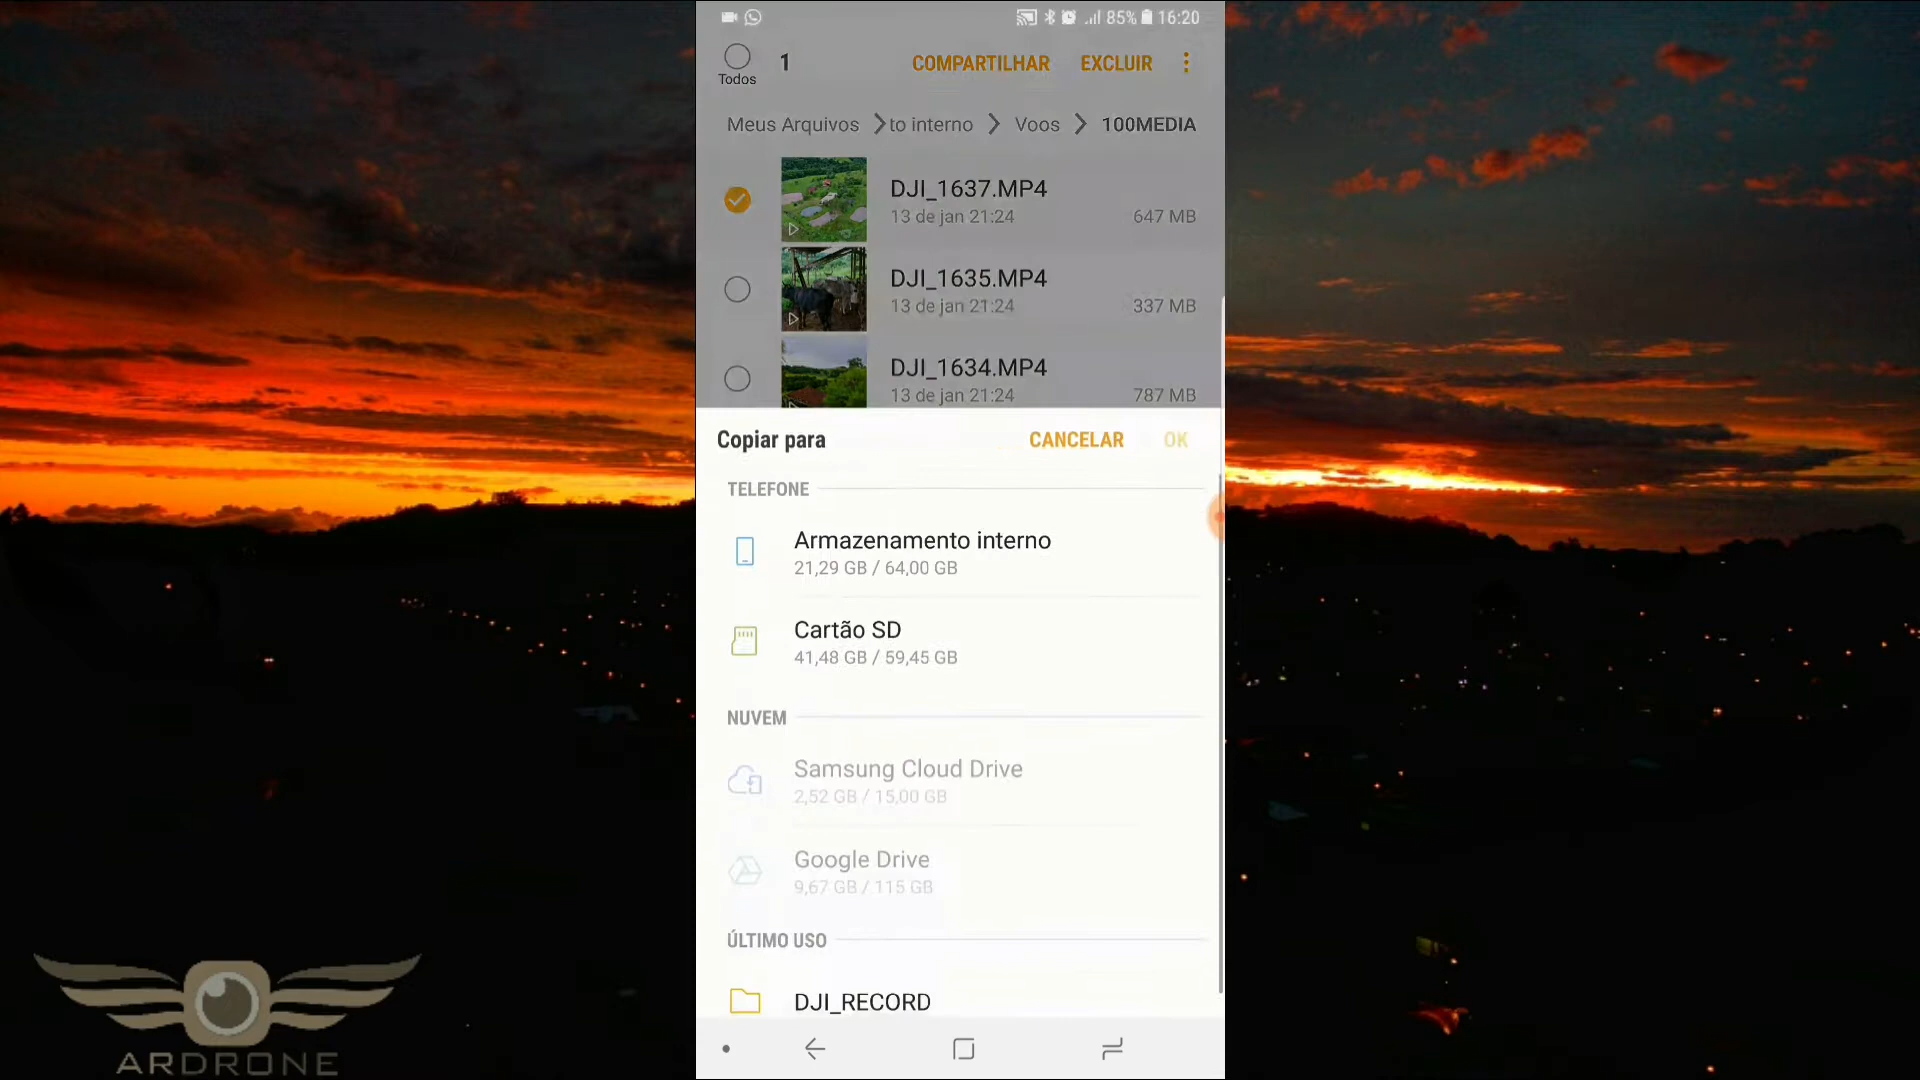 85% 16:20
Todos
1
COMPARTILHAR
EXCLUIR
Meus Arquivos > to interno > Voos > 100MEDIA
DJI_1637.MP4
13 de jan 21:24
647 MB
DJI_1635.MP4
13 de jan 21:24
337 MB
DJI_1634.MP4
13 de jan 21:24
787 MB
Copiar para
CANCELAR
OK
TELEFONE
Armazenamento interno
21,29 GB / 64,00 GB
Cartão SD
41,48 GB / 59,45 GB
NUVEM
Samsung Cloud Drive
2,52 GB / 15,00 GB
Google Drive
9,67 GB / 115 GB
ÚLTIMO USO
DJI_RECORD
ARDRONE